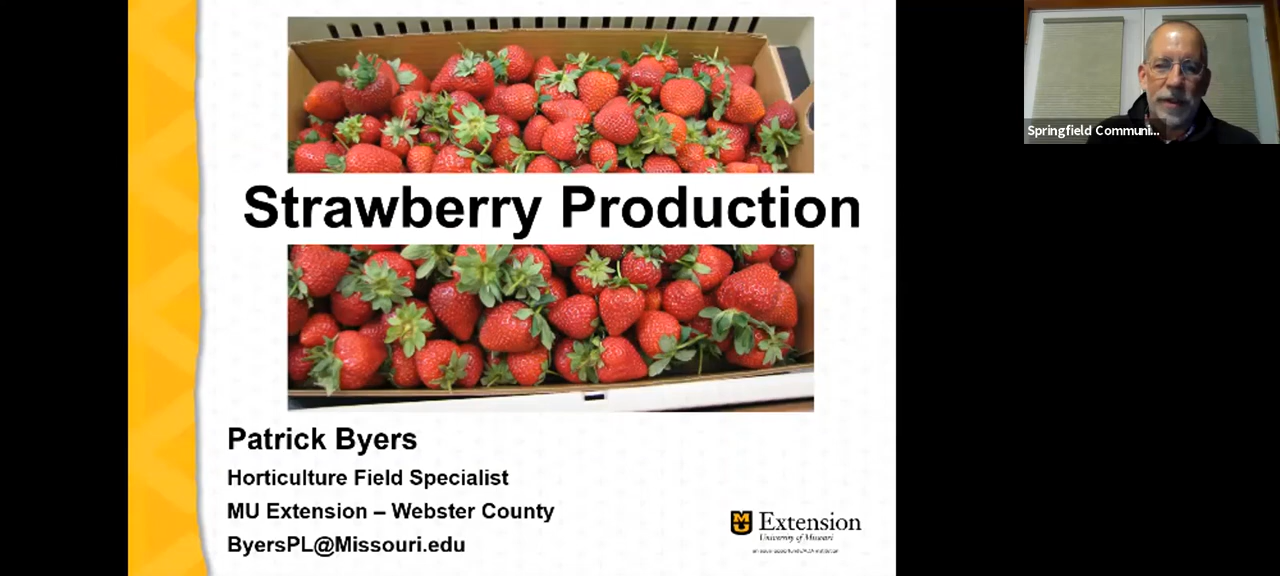 Springfield Communi...
Strawberry Production
Patrick Byers
Horticulture Field Specialist
MU Extension – Webster County
ByersPL@Missouri.edu
Extension
University of Missouri